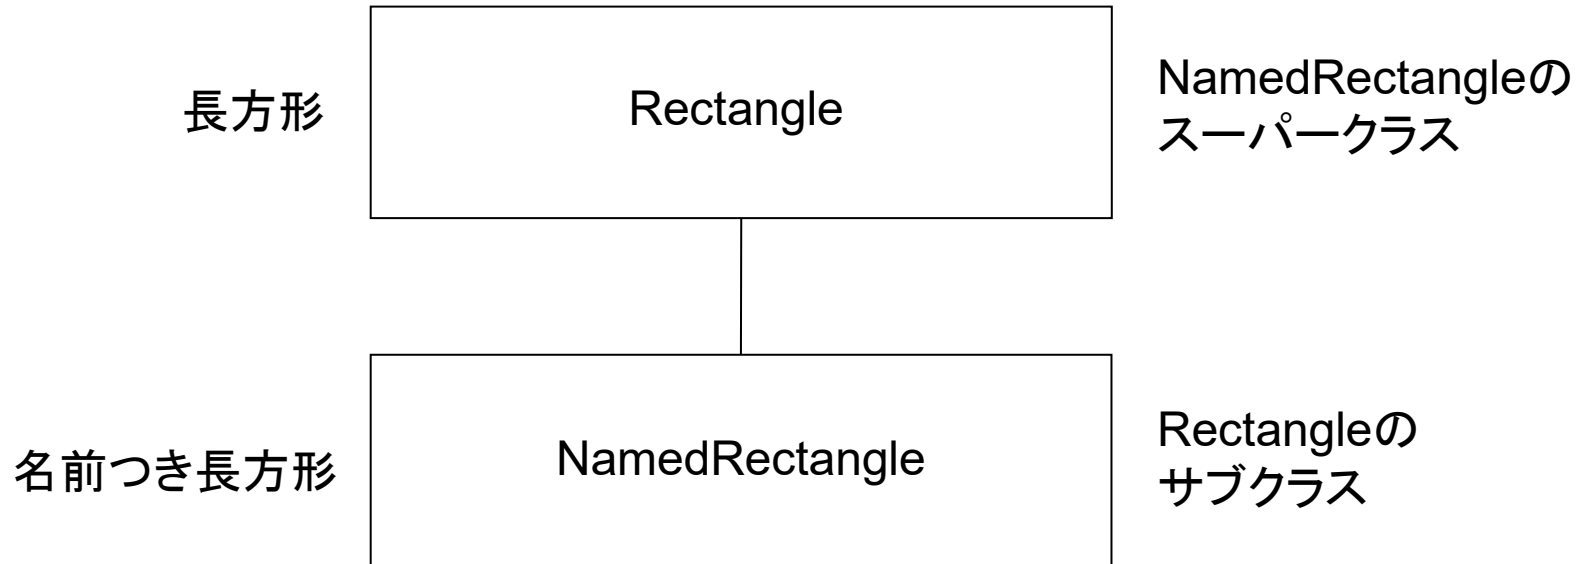 長方形
Rectangle
NamedRectangleの
スーパークラス
名前つき長方形
NamedRectangle
Rectangleの
サブクラス